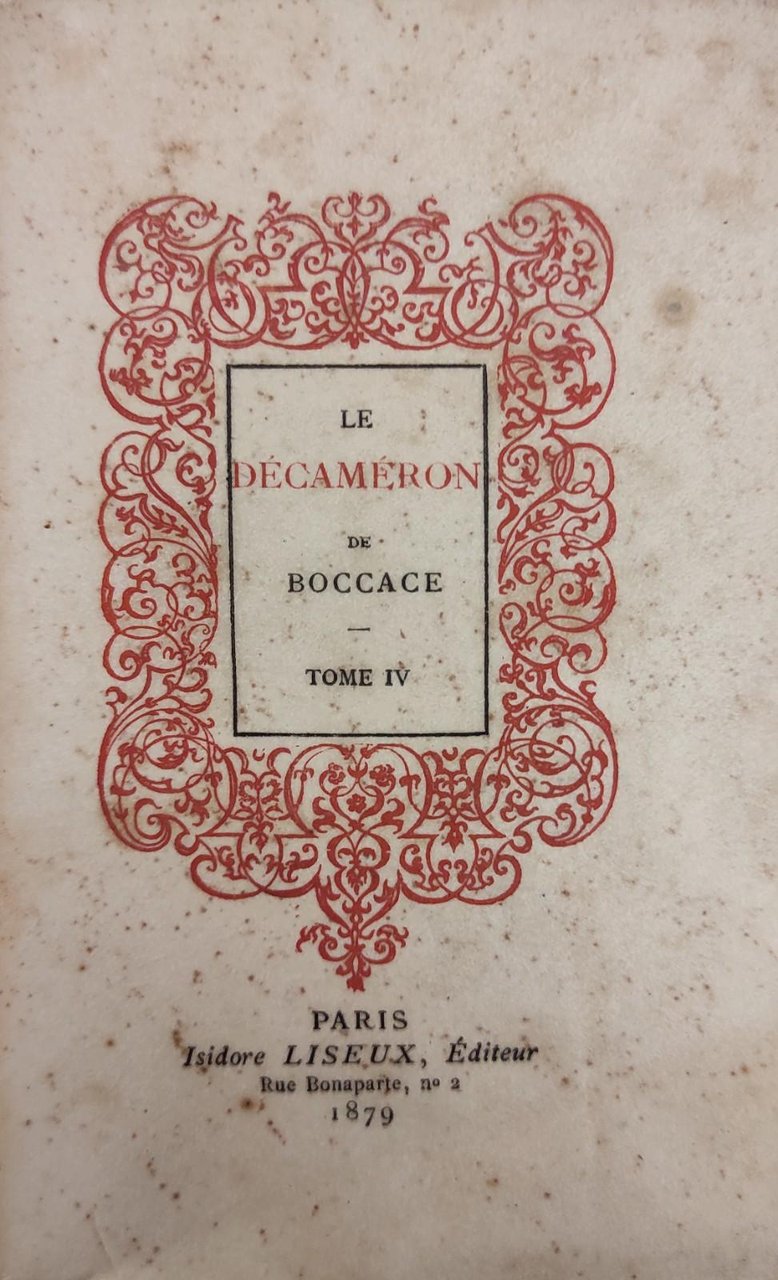 LE
DÉCAMÉRON
DE
BOCCACE
—
TOME IV
PARIS
Isidore LISEUX, Éditeur
Rue Bonaparte, nº 2
1879